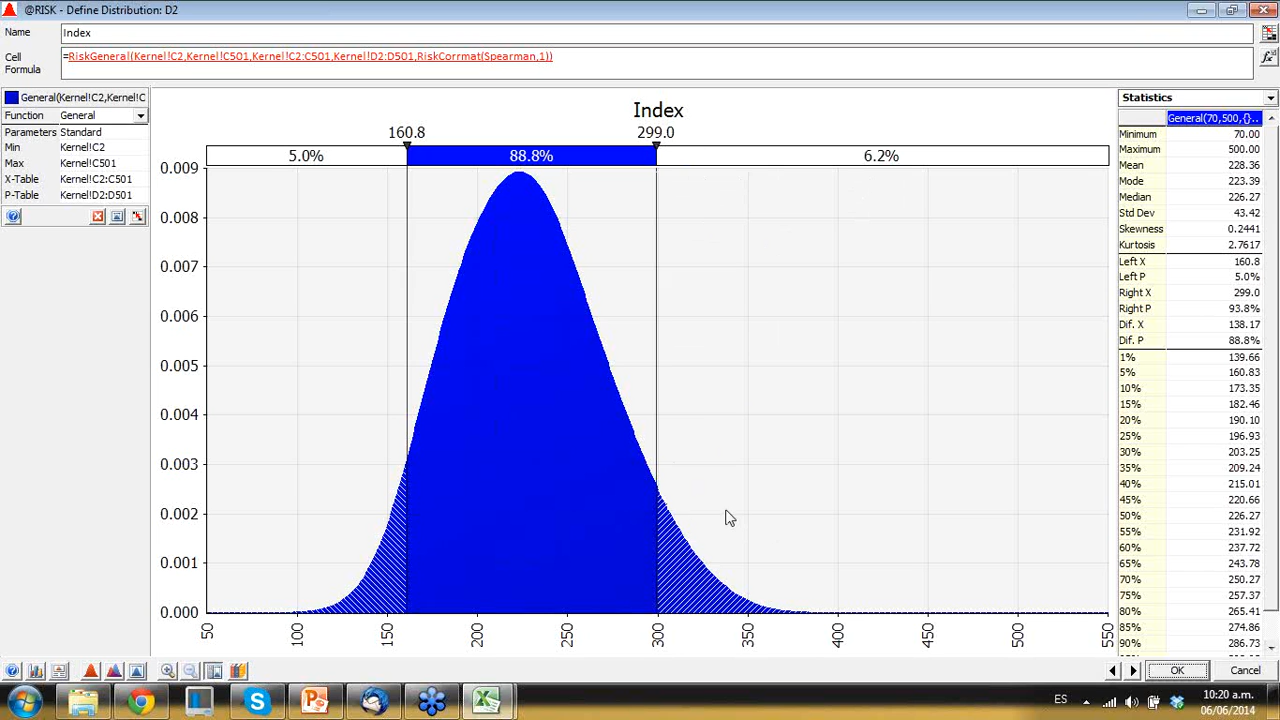 @RISK - Define Distribution: D2
Name
Index
Cell
Formula
=RiskGeneral(Kernel!C2,Kernel!C501,Kernel!C2:C501,Kernel!D2:D501,RiskCorrmat(Spearman,1))
General(Kernel!C2,Kernel!C
Function General
Parameters Standard
Min Kernel!C2
Max Kernel!C501
X-Table Kernel!C2:C501
P-Table Kernel!D2:D501
Index
160.8 299.0
5.0% 88.8% 6.2%
0.009
0.008
0.007
0.006
0.005
0.004
0.003
0.002
0.001
0.000
50 100 150 200 250 300 350 400 450 500 550
Statistics
General(70,500,{}..
Minimum 70.00
Maximum 500.00
Mean 228.36
Mode 223.39
Median 226.27
Std Dev 43.42
Skewness 0.2441
Kurtosis 2.7617
Left X 160.8
Left P 5.0%
Right X 299.0
Right P 93.8%
Dif. X 138.17
Dif. P 88.8%
1% 139.66
5% 160.83
10% 173.35
15% 182.46
20% 190.10
25% 196.93
30% 203.25
35% 209.24
40% 215.01
45% 220.66
50% 226.27
55% 231.92
60% 237.72
65% 243.78
70% 250.27
75% 257.37
80% 265.41
85% 274.86
90% 286.73
OK Cancel
ES
10:20 a.m.
06/06/2014